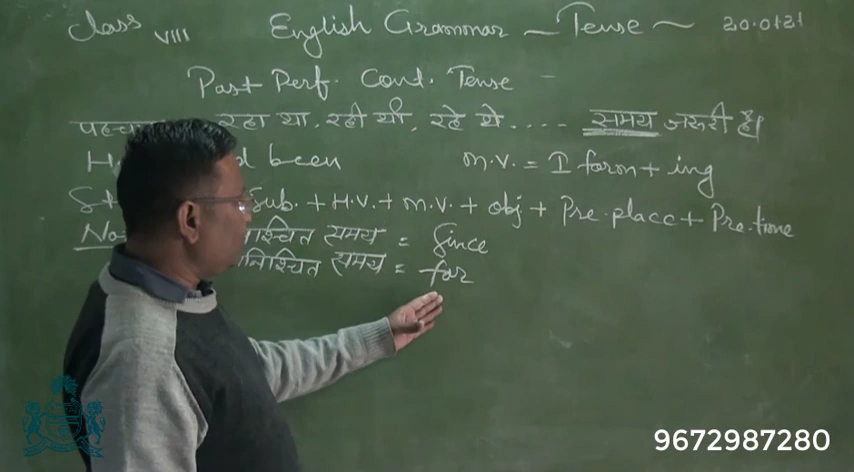 Class VIII English Grammar ~ Tense ~ 20.01.21
Past Perf. Cont. Tense -
रहा था, रही थी, रहे थे.... समय जरूरी है।
been m.v. = I form + ing
Sub. + H.V. + m.v. + obj + Pre. place + Pre. time
निश्चित समय = Since
निश्चित समय = for
9672987280